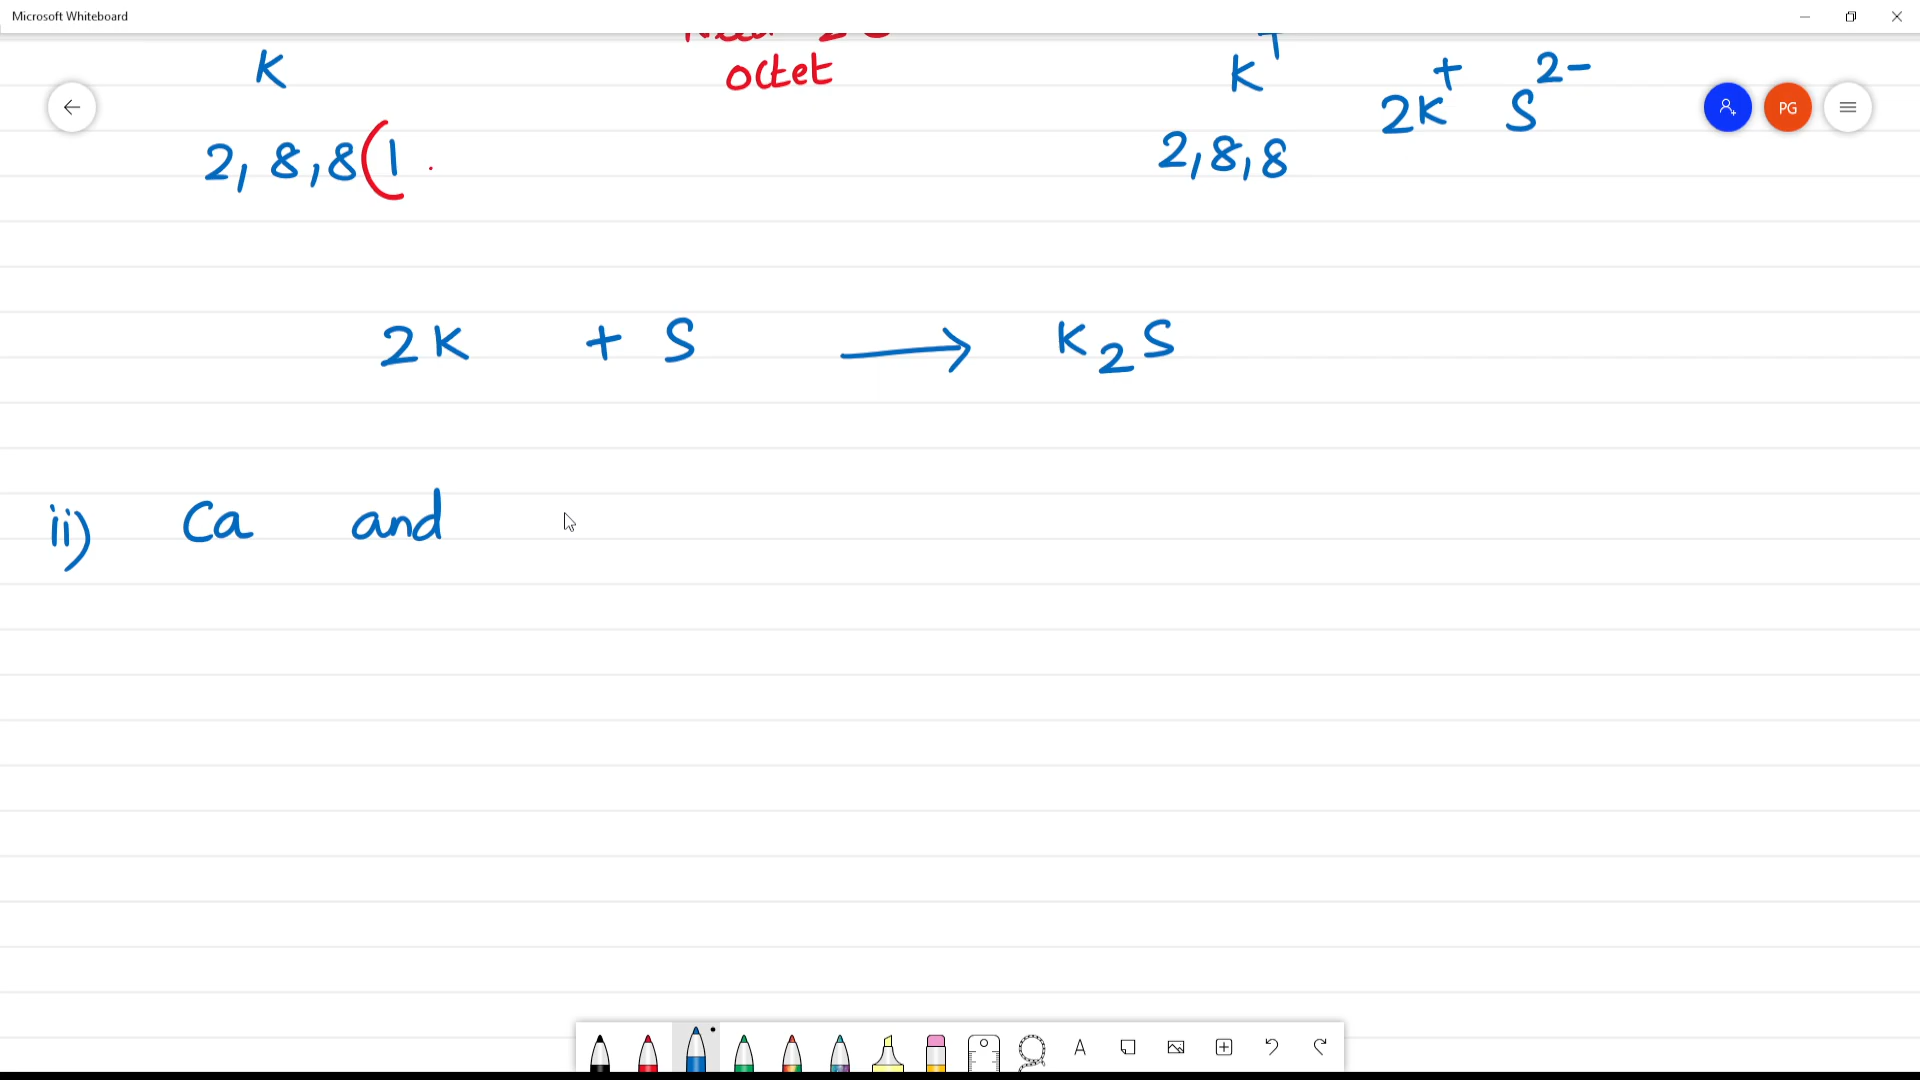 Microsoft Whiteboard
K
octet
K
2K⁺ S²⁻
PG
2, 8, 8 (1 .
2, 8, 8
2K + S → K₂S
ii) Ca and
A